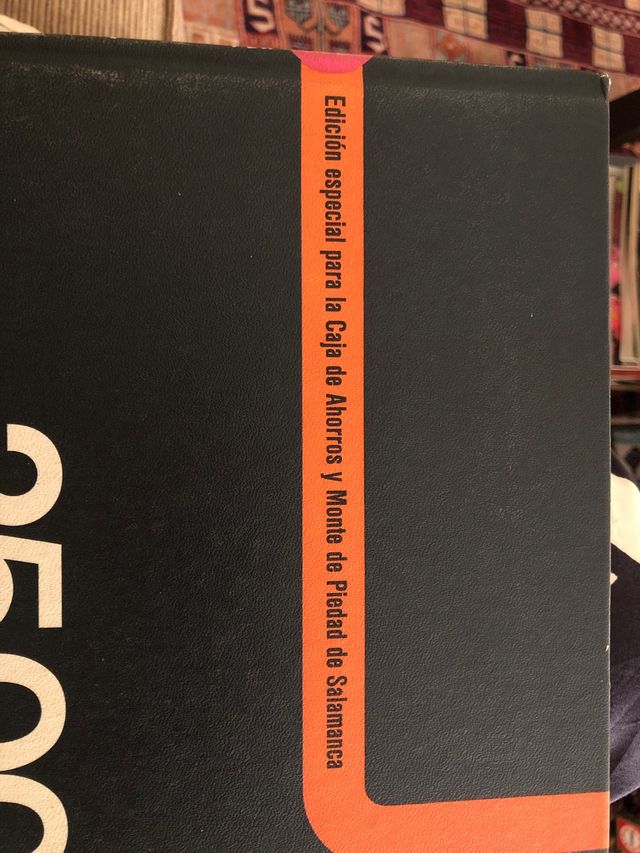 Edición especial para la Caja de Ahorros y Monte de Piedad de Salamanca